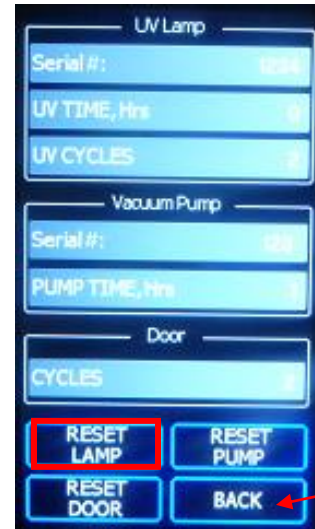 UV Lamp
Serial #: 1234
UV TIME, Hrs 0
UV CYCLES 2
Vacuum Pump
Serial #:
PUMP TIME, Hrs
Door
CYCLES 2
RESET LAMP
RESET PUMP
RESET DOOR
BACK